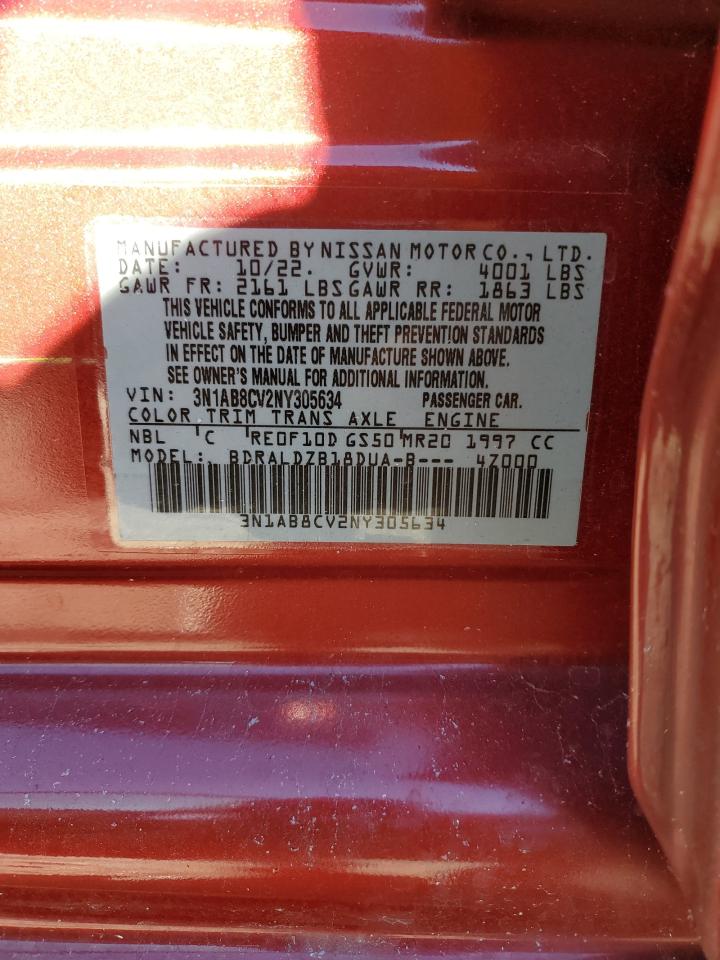 MANUFACTURED BY NISSAN MOTOR CO., LTD.
DATE: 10/22. GVWR: 4001 LBS
GAWR FR: 2161 LBS GAWR RR: 1863 LBS
THIS VEHICLE CONFORMS TO ALL APPLICABLE FEDERAL MOTOR
VEHICLE SAFETY, BUMPER AND THEFT PREVENTION STANDARDS
IN EFFECT ON THE DATE OF MANUFACTURE SHOWN ABOVE.
SEE OWNER'S MANUAL FOR ADDITIONAL INFORMATION.
VIN: 3N1AB8CV2NY305634 PASSENGER CAR.
COLOR TRIM TRANS AXLE ENGINE
NBL 'C 'RE0F10D GS50'MR20 1997 CC
MODEL: BDRALDZB18DUA-B--- 4Z000
3N1AB8CV2NY305634